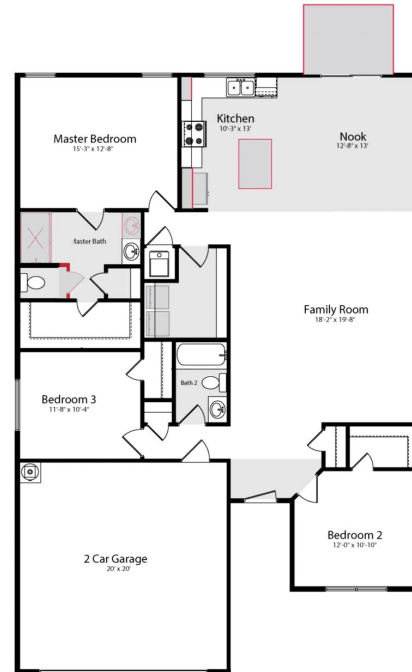 Master Bedroom
15'-3" x 12'-8"
Kitchen
10'-3" x 13'
Nook
12'-8" x 13'
Master Bath
Family Room
18'-2" x 19'-8"
Bedroom 3
11'-8" x 10'-4"
Bath 2
2 Car Garage
20' x 20'
Bedroom 2
12'-0" x 10'-10"